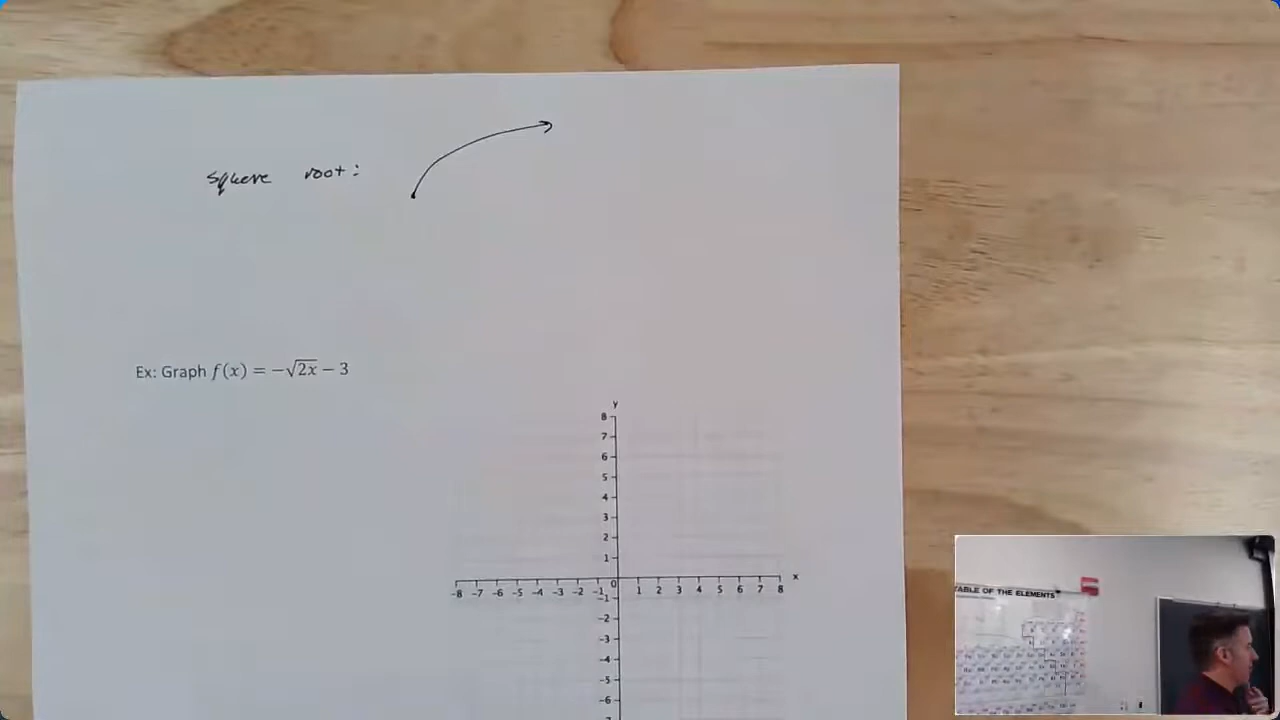 square root:
Ex: Graph f(x) = −√2x − 3
y
8
7
6
5
4
3
2
1
-8 -7 -6 -5 -4 -3 -2 -1 0 1 2 3 4 5 6 7 8 x
-1
-2
-3
-4
-5
-6
TABLE OF THE ELEMENTS